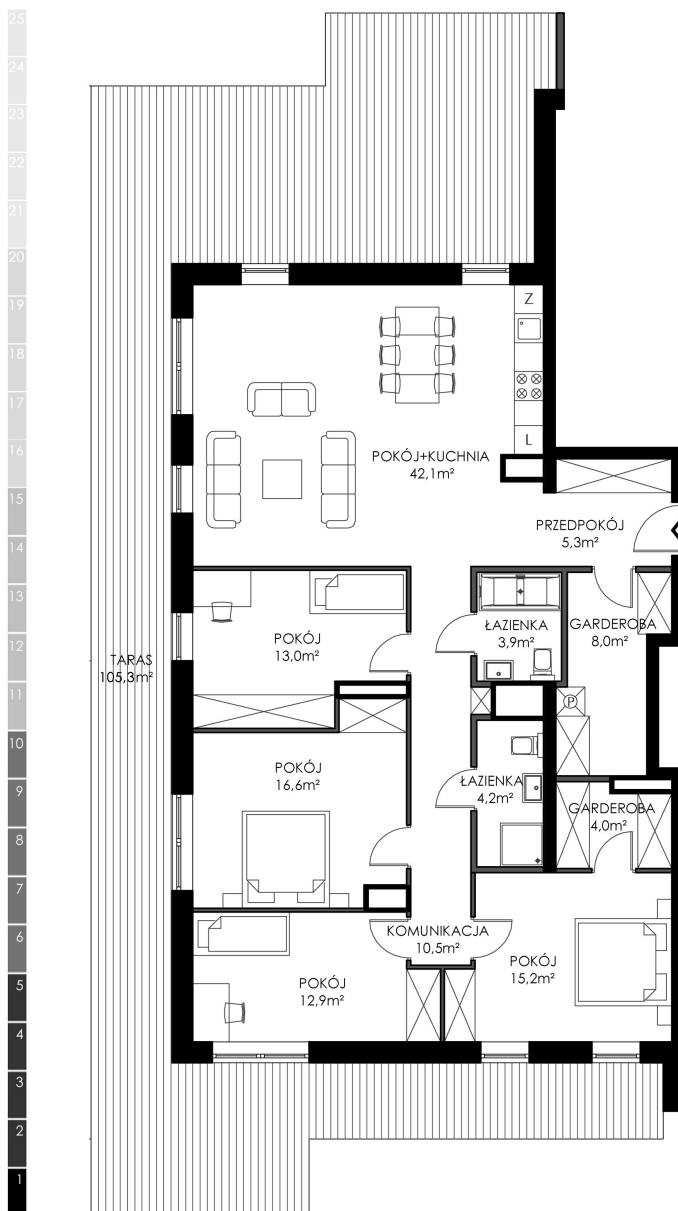 25
24
23
22
21
20
19
18
17
16
15
14
13
12
11
10
9
8
7
6
5
4
3
2
1
Z
L
POKÓJ+KUCHNIA
42,1m²
PRZEDPOKÓJ
5,3m²
POKÓJ
13,0m²
ŁAZIENKA
3,9m²
GARDEROBA
8,0m²
TARAS
105,3m²
P
POKÓJ
16,6m²
ŁAZIENKA
4,2m²
GARDEROBA
4,0m²
KOMUNIKACJA
10,5m²
POKÓJ
15,2m²
POKÓJ
12,9m²